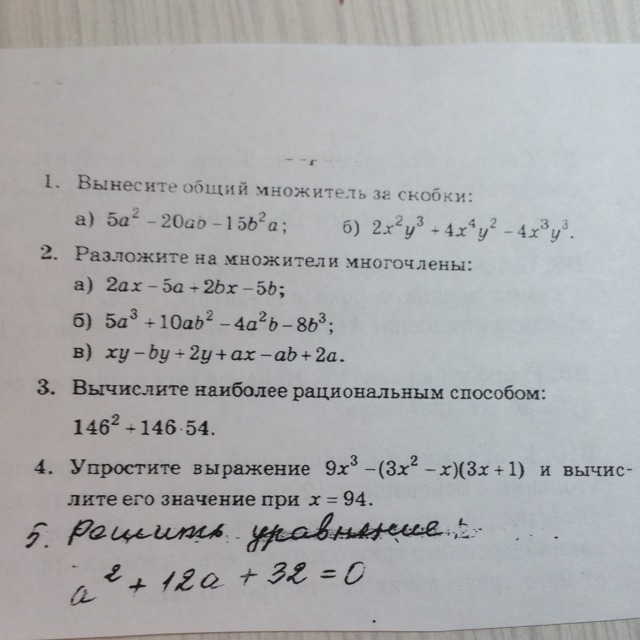 1. Вынесите общий множитель за скобки:
а) 5a² – 20ab – 15b²a; б) 2x²y³ + 4x⁴y² – 4x³y³.
2. Разложите на множители многочлены:
а) 2ax – 5a + 2bx – 5b;
б) 5a³ + 10ab² – 4a²b – 8b³;
в) xy – by + 2y + ax – ab + 2a.
3. Вычислите наиболее рациональным способом:
146² + 146·54.
4. Упростите выражение 9x³ – (3x² – x)(3x + 1) и вычис-
лите его значение при x = 94.
5. Решить уравнение:
a² + 12a + 32 = 0